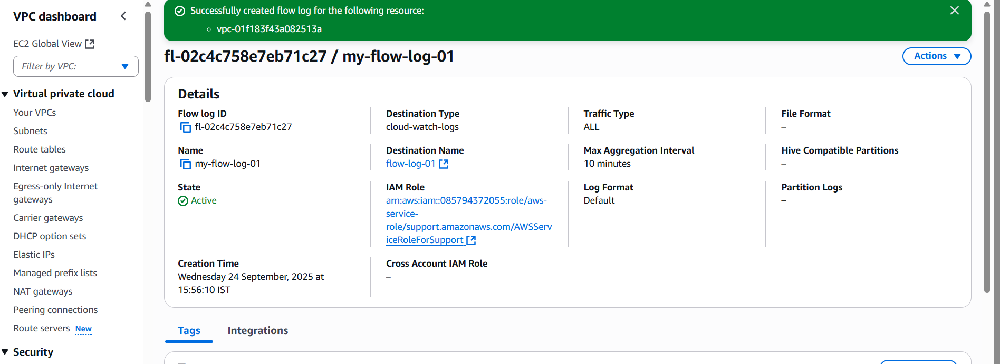 VPC dashboard
EC2 Global View
Filter by VPC:
Virtual private cloud
Your VPCs
Subnets
Route tables
Internet gateways
Egress-only Internet
gateways
Carrier gateways
DHCP option sets
Elastic IPs
Managed prefix lists
NAT gateways
Peering connections
Route servers New
Security
Successfully created flow log for the following resource:
vpc-01f183f43a082513a
fl-02c4c758e7eb71c27 / my-flow-log-01
Actions
Details
Flow log ID
fl-02c4c758e7eb71c27
Destination Type
cloud-watch-logs
Traffic Type
ALL
File Format
–
Name
my-flow-log-01
Destination Name
flow-log-01
Max Aggregation Interval
10 minutes
Hive Compatible Partitions
–
State
Active
IAM Role
arn:aws:iam::085794372055:role/aws-
service-
role/support.amazonaws.com/AWSServ
iceRoleForSupport
Log Format
Default
Partition Logs
–
Creation Time
Wednesday 24 September, 2025 at
15:56:10 IST
Cross Account IAM Role
–
Tags
Integrations